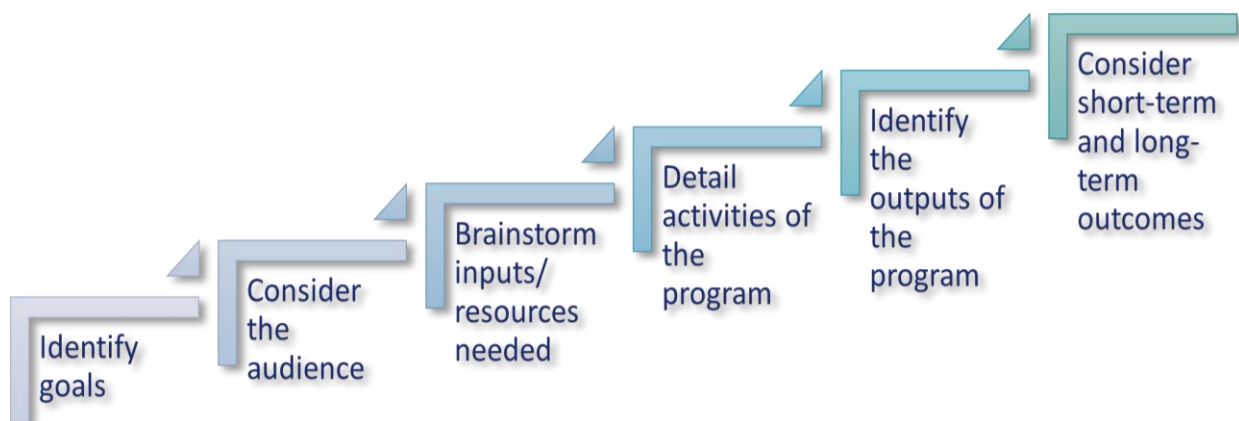 Identify
goals
Consider
the
audience
Brainstorm
inputs/
resources
needed
Detail
activities of
the
program
Identify
the
outputs of
the
program
Consider
short-term
and long-
term
outcomes